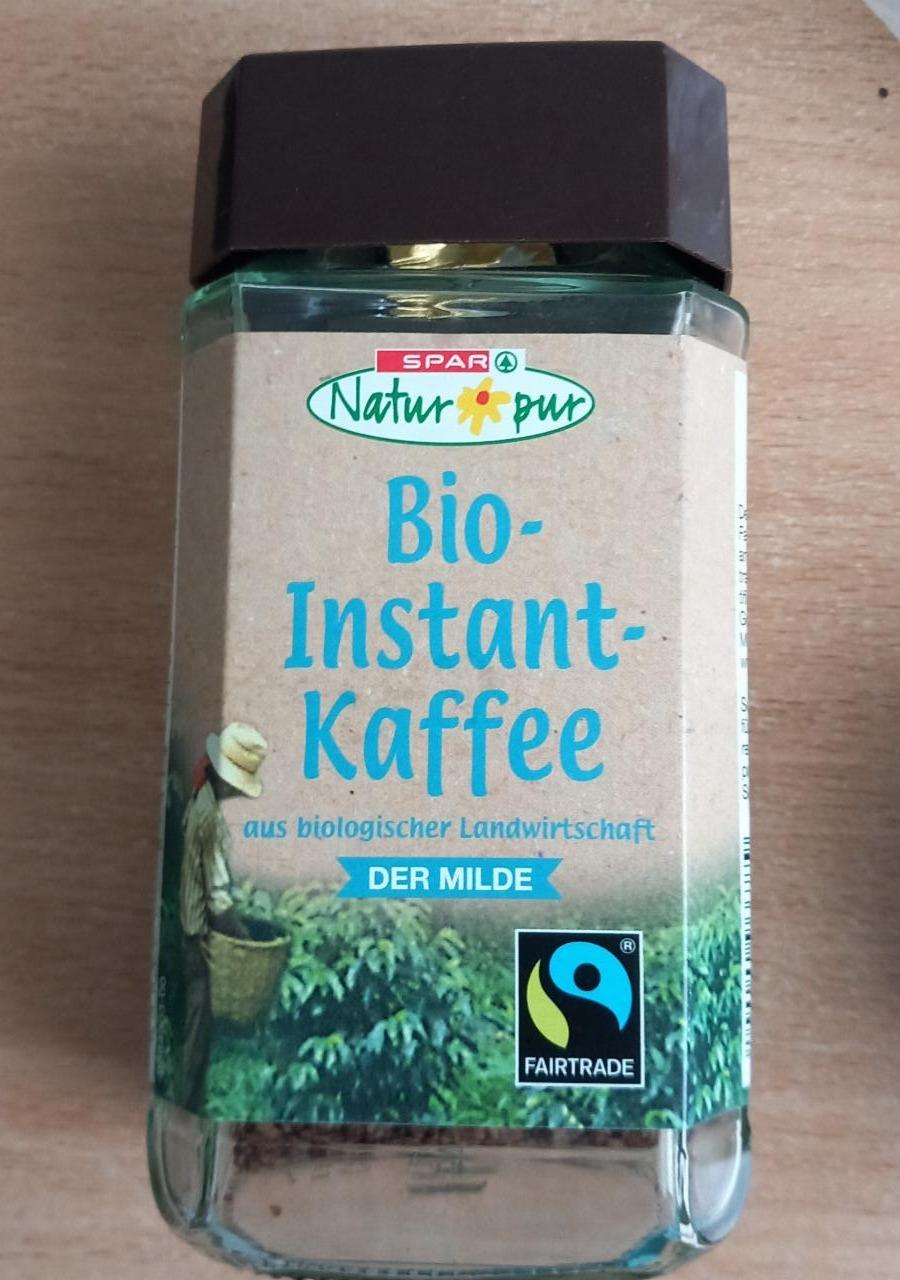 SPAR
Natur pur
Bio-
Instant-
Kaffee
aus biologischer Landwirtschaft
DER MILDE
®
FAIRTRADE